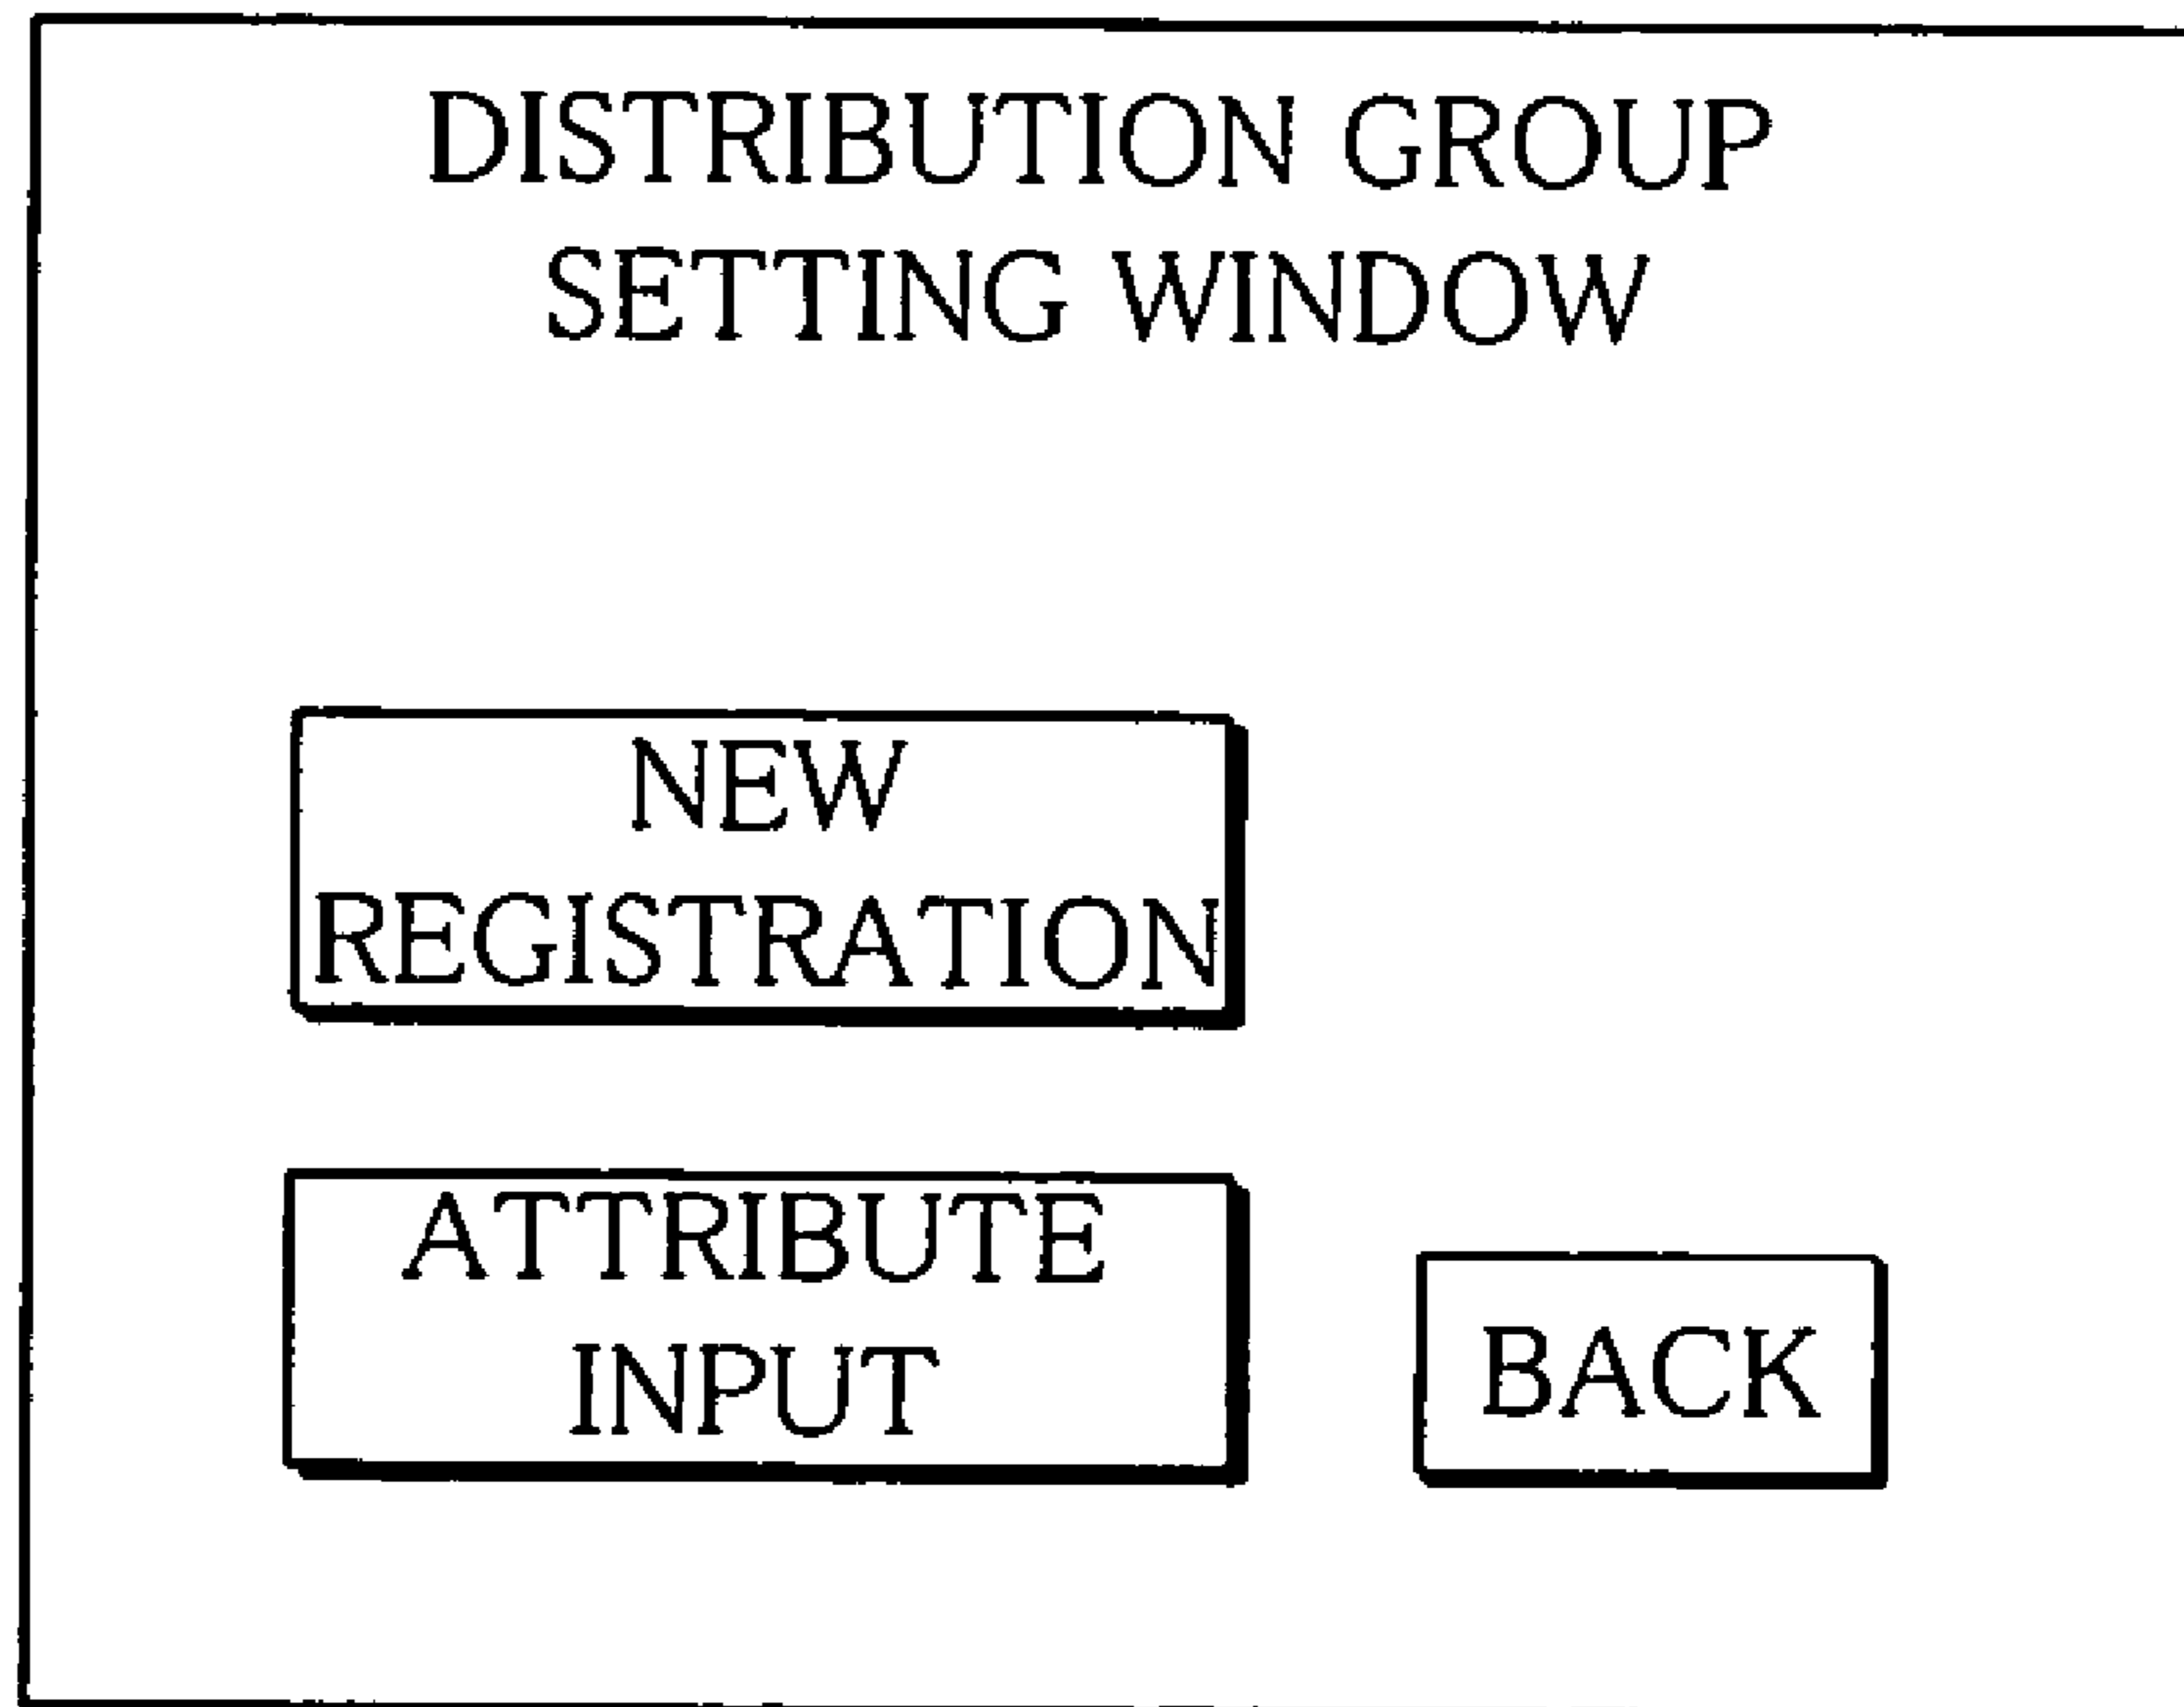 DISTRIBUTION GROUP
SETTING WINDOW
NEW
REGISTRATION
ATTRIBUTE
INPUT
BACK